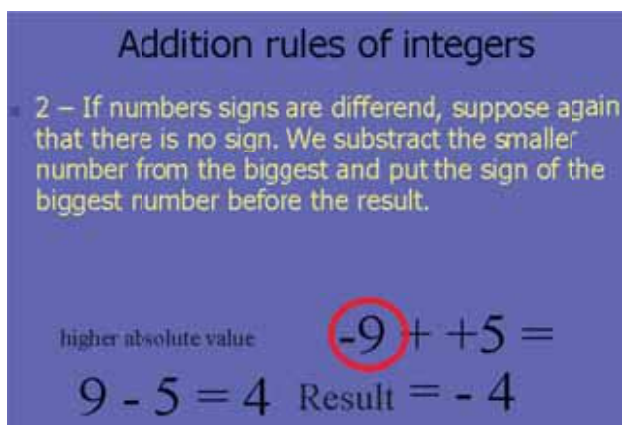 Addition rules of integers
2 – If numbers signs are differend, suppose again
that there is no sign. We substract the smaller
number from the biggest and put the sign of the
biggest number before the result.
higher absolute value -9 + +5 =
9 - 5 = 4 Result = - 4